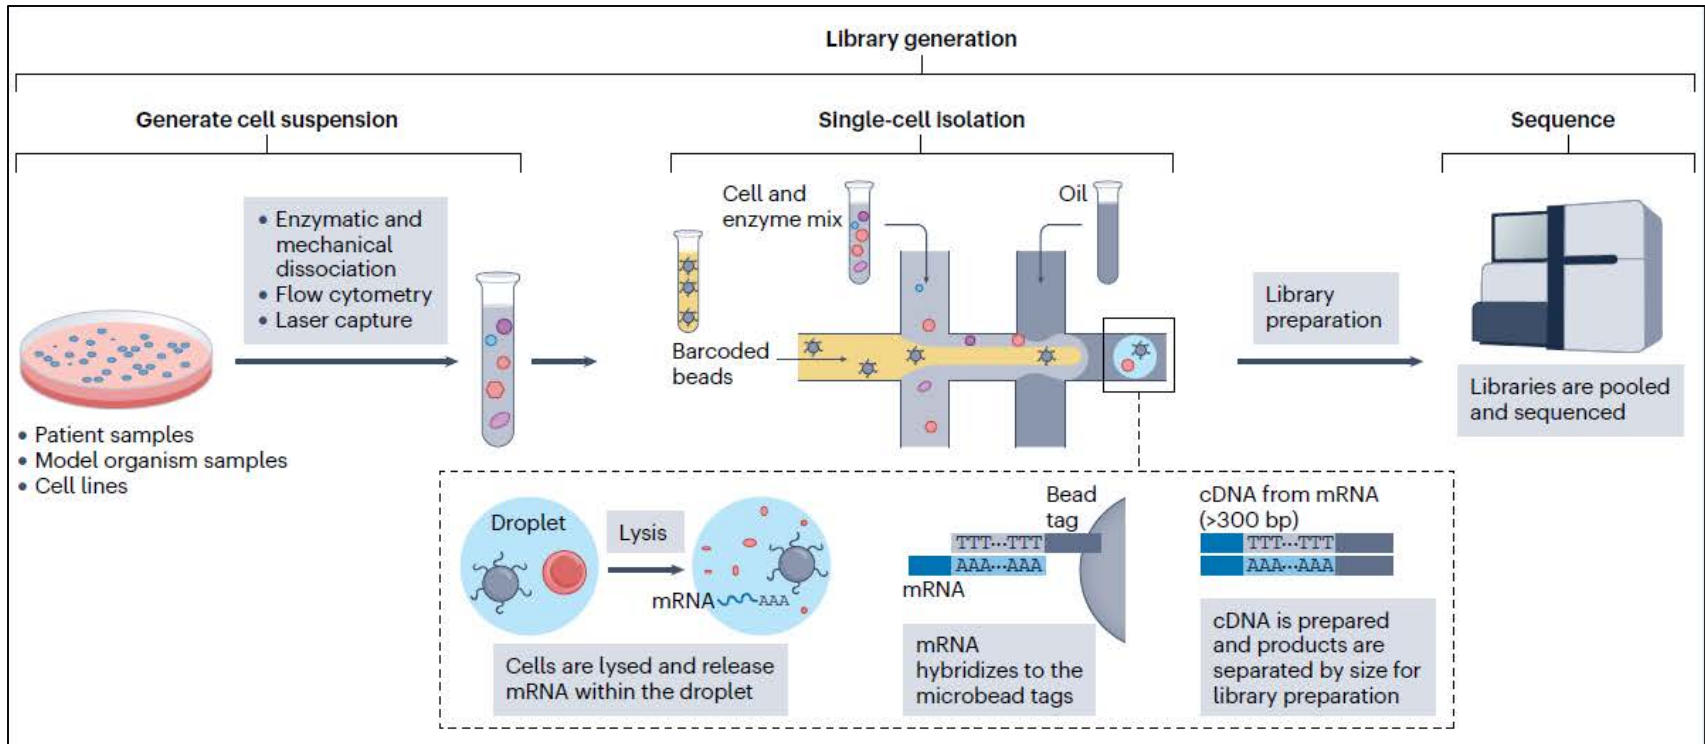 Library generation
Generate cell suspension
Single-cell isolation
Sequence
• Enzymatic and
mechanical
dissociation
• Flow cytometry
• Laser capture
• Patient samples
• Model organism samples
• Cell lines
Cell and
enzyme mix
Oil
Barcoded
beads
Library
preparation
Libraries are pooled
and sequenced
Droplet
Lysis
mRNA
AAA
Cells are lysed and release
mRNA within the droplet
Bead
tag
TTT···TTT
AAA···AAA
mRNA
mRNA
hybridizes to the
microbead tags
cDNA from mRNA
(>300 bp)
TTT···TTT
AAA···AAA
cDNA is prepared
and products are
separated by size for
library preparation